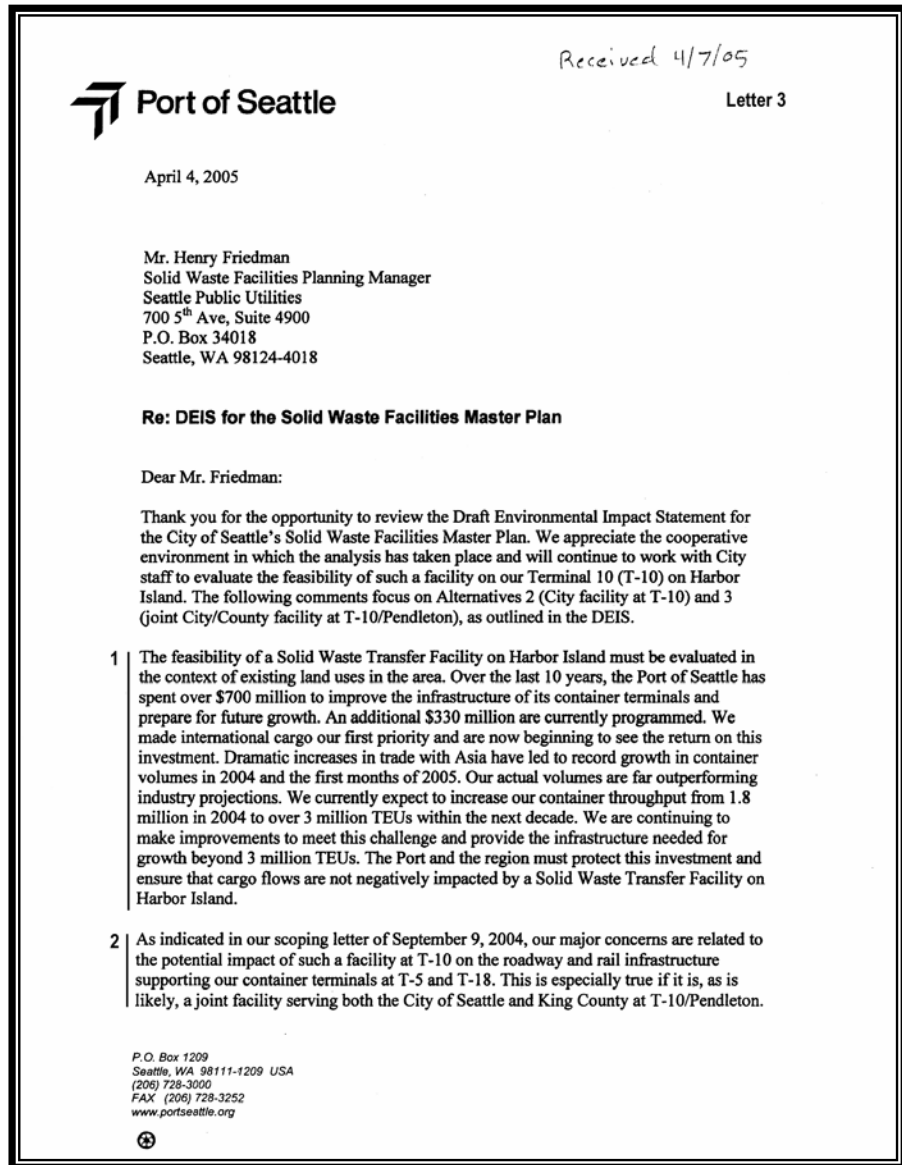 Received 4/7/05
Port of Seattle
Letter 3
April 4, 2005
Mr. Henry Friedman
Solid Waste Facilities Planning Manager
Seattle Public Utilities
700 5th Ave, Suite 4900
P.O. Box 34018
Seattle, WA 98124-4018
Re: DEIS for the Solid Waste Facilities Master Plan
Dear Mr. Friedman:
Thank you for the opportunity to review the Draft Environmental Impact Statement for
the City of Seattle's Solid Waste Facilities Master Plan. We appreciate the cooperative
environment in which the analysis has taken place and will continue to work with City
staff to evaluate the feasibility of such a facility on our Terminal 10 (T-10) on Harbor
Island. The following comments focus on Alternatives 2 (City facility at T-10) and 3
(joint City/County facility at T-10/Pendleton), as outlined in the DEIS.
1 The feasibility of a Solid Waste Transfer Facility on Harbor Island must be evaluated in
the context of existing land uses in the area. Over the last 10 years, the Port of Seattle has
spent over $700 million to improve the infrastructure of its container terminals and
prepare for future growth. An additional $330 million are currently programmed. We
made international cargo our first priority and are now beginning to see the return on this
investment. Dramatic increases in trade with Asia have led to record growth in container
volumes in 2004 and the first months of 2005. Our actual volumes are far outperforming
industry projections. We currently expect to increase our container throughput from 1.8
million in 2004 to over 3 million TEUs within the next decade. We are continuing to
make improvements to meet this challenge and provide the infrastructure needed for
growth beyond 3 million TEUs. The Port and the region must protect this investment and
ensure that cargo flows are not negatively impacted by a Solid Waste Transfer Facility on
Harbor Island.
2 As indicated in our scoping letter of September 9, 2004, our major concerns are related to
the potential impact of such a facility at T-10 on the roadway and rail infrastructure
supporting our container terminals at T-5 and T-18. This is especially true if it is, as is
likely, a joint facility serving both the City of Seattle and King County at T-10/Pendleton.
P.O. Box 1209
Seattle, WA 98111-1209 USA
(206) 728-3000
FAX (206) 728-3252
www.portseattle.org